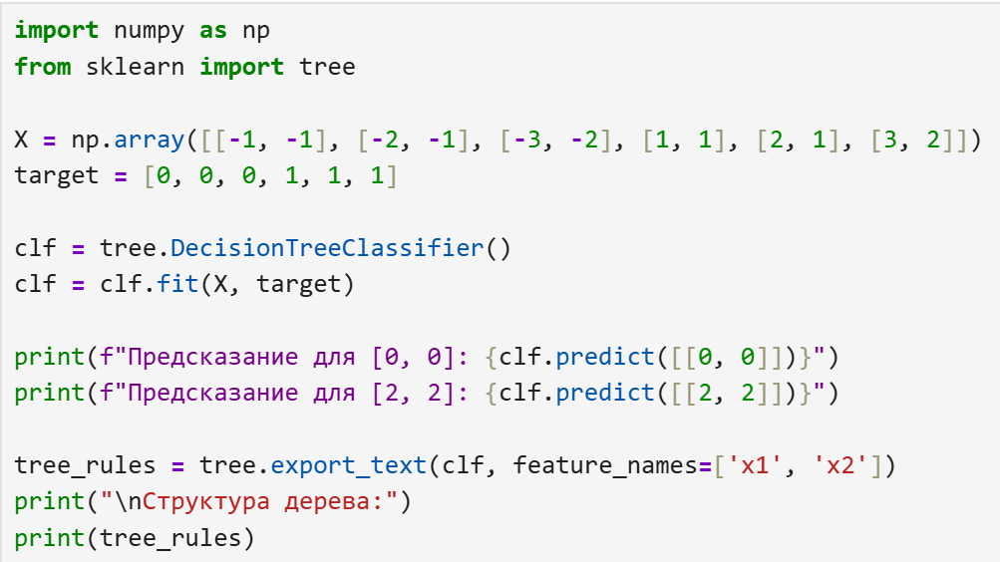 import numpy as np
from sklearn import tree
X = np.array([[-1, -1], [-2, -1], [-3, -2], [1, 1], [2, 1], [3, 2]])
target = [0, 0, 0, 1, 1, 1]
clf = tree.DecisionTreeClassifier()
clf = clf.fit(X, target)
print(f"Предсказание для [0, 0]: {clf.predict([[0, 0]])}")
print(f"Предсказание для [2, 2]: {clf.predict([[2, 2]])}")
tree_rules = tree.export_text(clf, feature_names=['x1', 'x2'])
print("\nСтруктура дерева:")
print(tree_rules)